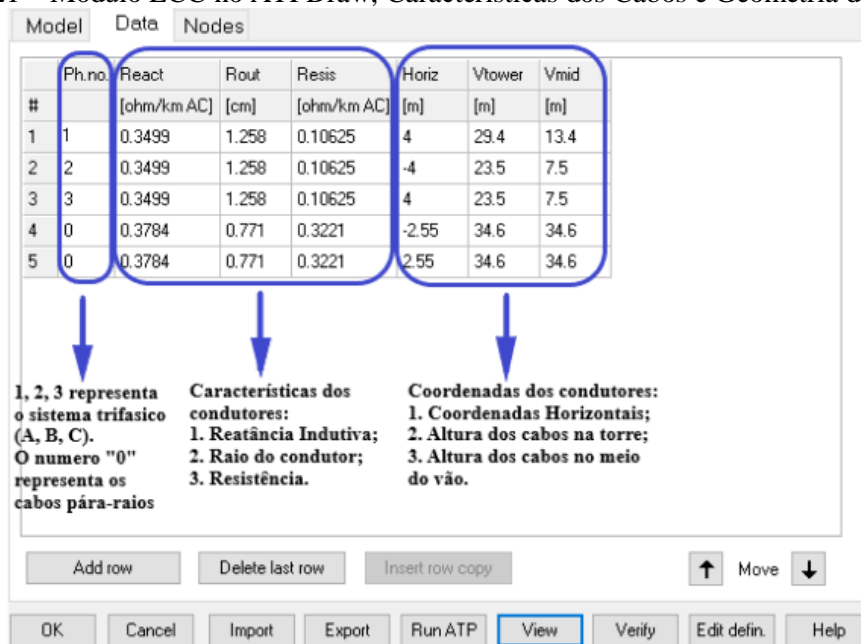 Módulo LCC no ATPDraw, Características dos Cabos e Geometria d
Model Data Nodes
Ph.no. React Rout Resis Horiz Vtower Vmid
# [ohm/km AC] [cm] [ohm/km AC] [m] [m] [m]
1 1 0.3499 1.258 0.10625 4 29.4 13.4
2 2 0.3499 1.258 0.10625 -4 23.5 7.5
3 3 0.3499 1.258 0.10625 4 23.5 7.5
4 0 0.3784 0.771 0.3221 -2.55 34.6 34.6
5 0 0.3784 0.771 0.3221 2.55 34.6 34.6
1, 2, 3 representa
o sistema trifasico
(A, B, C).
O numero "0"
representa os
cabos pára-raios
Características dos
condutores:
1. Reatância Indutiva;
2. Raio do condutor;
3. Resistência.
Coordenadas dos condutores:
1. Coordenadas Horizontais;
2. Altura dos cabos na torre;
3. Altura dos cabos no meio
do vão.
Add row Delete last row Insert row copy Move
OK Cancel Import Export Run ATP View Verify Edit defin. Help